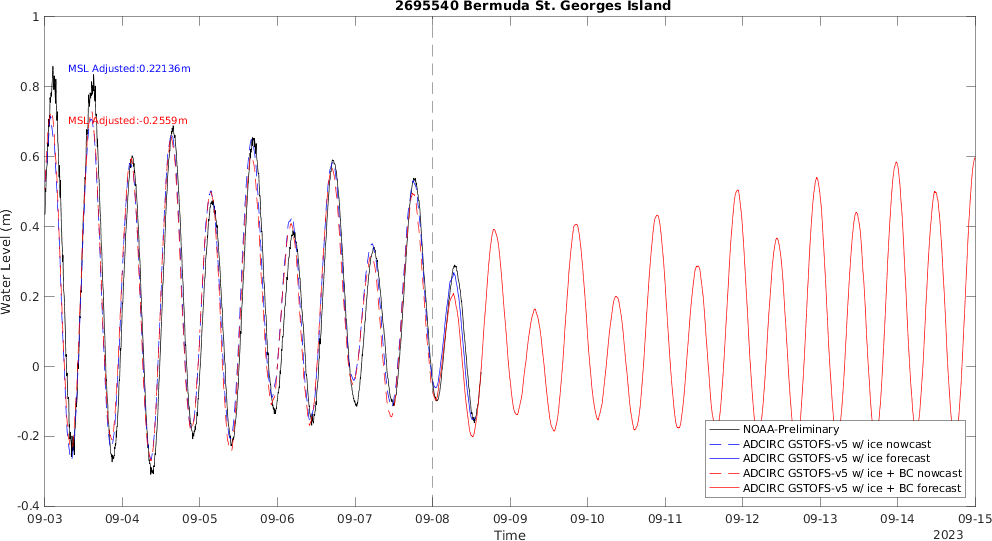 2695540 Bermuda St. Georges Island
1
MSL Adjusted:0.22136m
0.8
MSL Adjusted:-0.2559m
0.6
0.4
Water Level (m)
0.2
0
NOAA-Preliminary
-0.2
ADCIRC GSTOFS-v5 w/ ice nowcast
ADCIRC GSTOFS-v5 w/ ice forecast
ADCIRC GSTOFS-v5 w/ ice + BC nowcast
ADCIRC GSTOFS-v5 w/ ice + BC forecast
-0.4
09-03 09-04 09-05 09-06 09-07 09-08 09-09 09-10 09-11 09-12 09-13 09-14 09-15
Time
2023